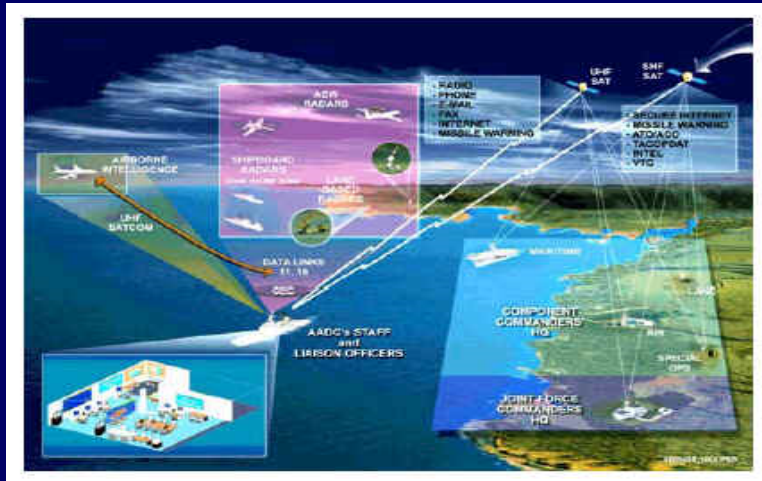 UHF
SAT
SHF
SAT
AEW
RADARS
- RADIO
- PHONE
- E-MAIL
- FAX
- INTERNET
- MISSILE WARNING
- SECURE INTERNET
- MISSILE WARNING
- ATO/ACO
- TACOPDAT
- INTEL
- VTC
AIRBORNE
INTELLIGENCE
SHIPBOARD
RADARS
LAND
BASED
RADARS
UHF
SATCOM
DATA LINKS
11, 16
MARITIME
AADC's STAFF
and
LIAISON OFFICERS
COMPONENT
COMMANDERS'
HQ
AIR
SPECIAL
OPS
JOINT FORCE
COMMANDERS
HQ